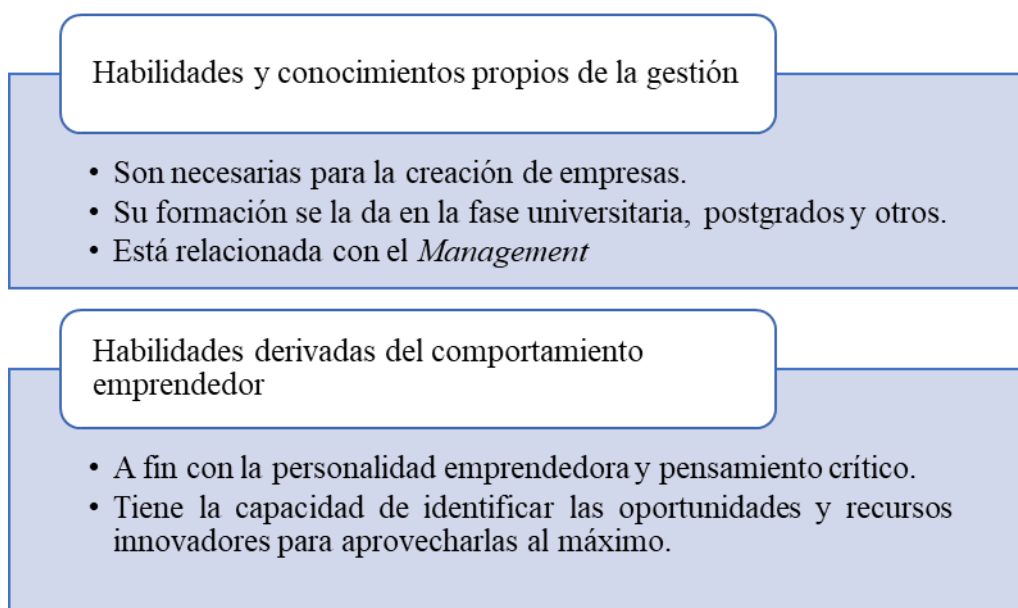 Habilidades y conocimientos propios de la gestión
• Son necesarias para la creación de empresas.
• Su formación se la da en la fase universitaria, postgrados y otros.
• Está relacionada con el Management
Habilidades derivadas del comportamiento
emprendedor
• A fin con la personalidad emprendedora y pensamiento crítico.
• Tiene la capacidad de identificar las oportunidades y recursos
innovadores para aprovecharlas al máximo.